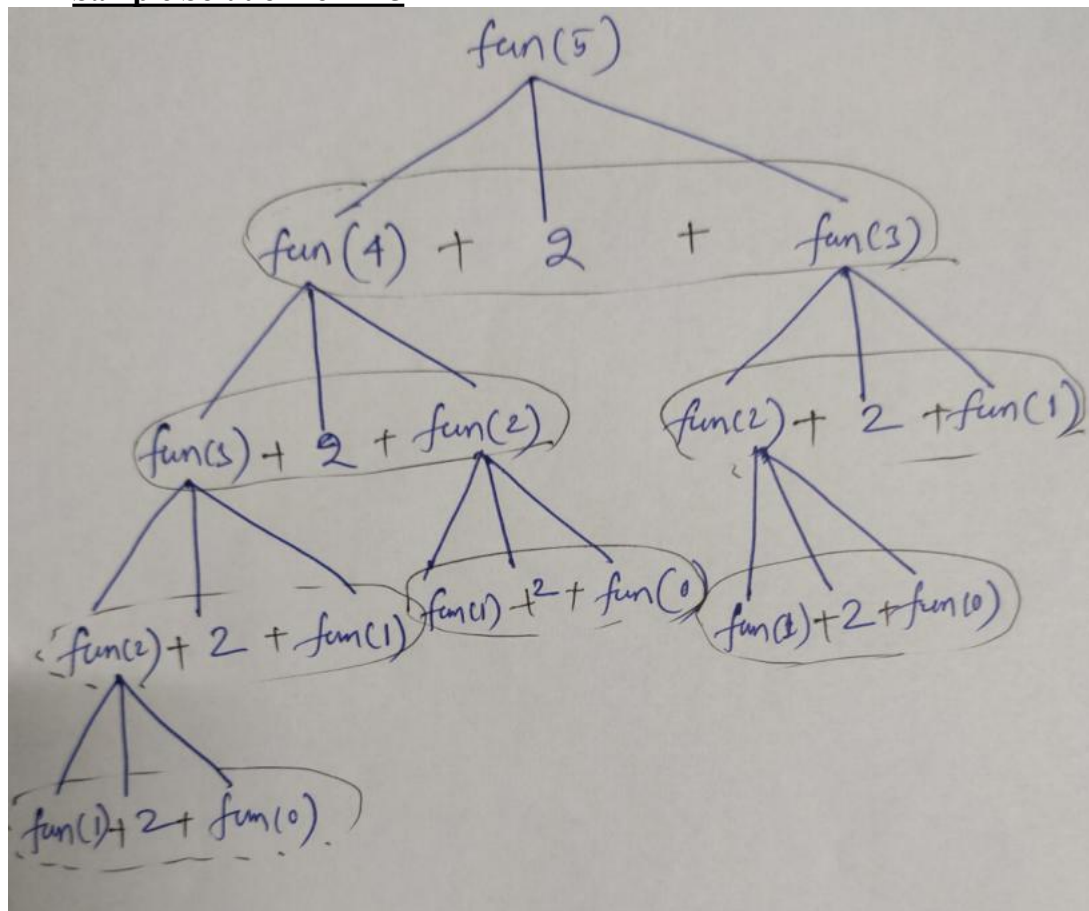 fun(5)
fun(4) + 2 + fun(3)
fun(3) + 2 + fun(2) fun(2) + 2 + fun(1)
fun(2) + 2 + fun(1) fun(1) + 2 + fun(0) fun(1) + 2 + fun(0)
fun(1) + 2 + fun(0)